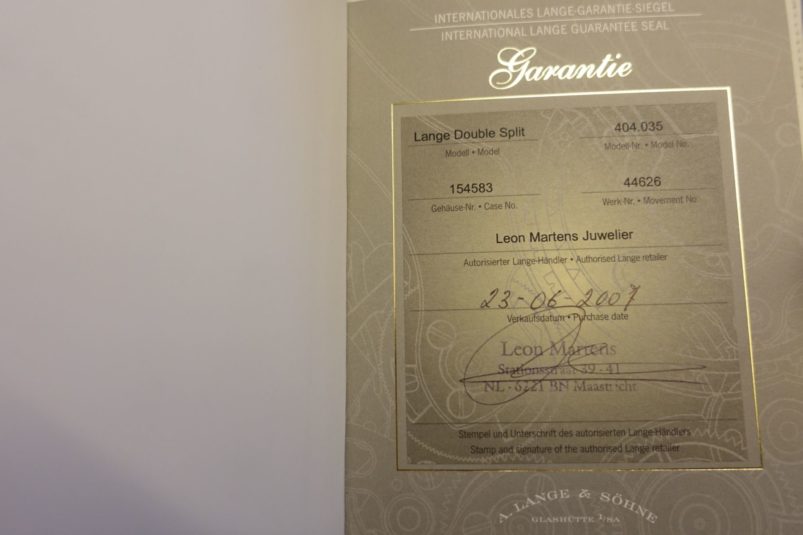 INTERNATIONALES LANGE-GARANTIE-SIEGEL
INTERNATIONAL LANGE GUARANTEE SEAL
Garantie
Lange Double Split 404.035
Modell • Model Modell-Nr. • Model No.
154583 44626
Gehäuse-Nr. • Case No. Werk-Nr. • Movement No
Leon Martens Juwelier
Autorisierter Lange-Händler • Authorised Lange retailer
23-06-2007
Verkaufsdatum • Purchase date
Leon Martens
Stationsstraat 39 - 41
NL - 6221 BN Maastricht
Stempel und Unterschrift des autorisierten Lange-Händlers
Stamp and signature of the authorised Lange retailer
A. LANGE & SÖHNE
GLASHÜTTE I/SA